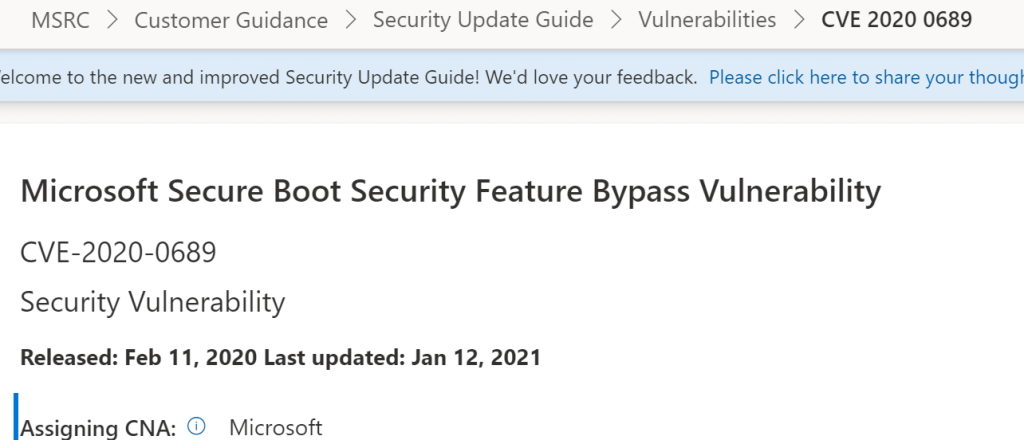 MSRC > Customer Guidance > Security Update Guide > Vulnerabilities > CVE 2020 0689
to the new and improved Security Update Guide! We'd love your feedback. Please click here to share your
Microsoft Secure Boot Security Feature Bypass Vulnerability
CVE-2020-0689
Security Vulnerability
Released: Feb 11, 2020 Last updated: Jan 12, 2021
Assigning CNA: ⓘ Microsoft